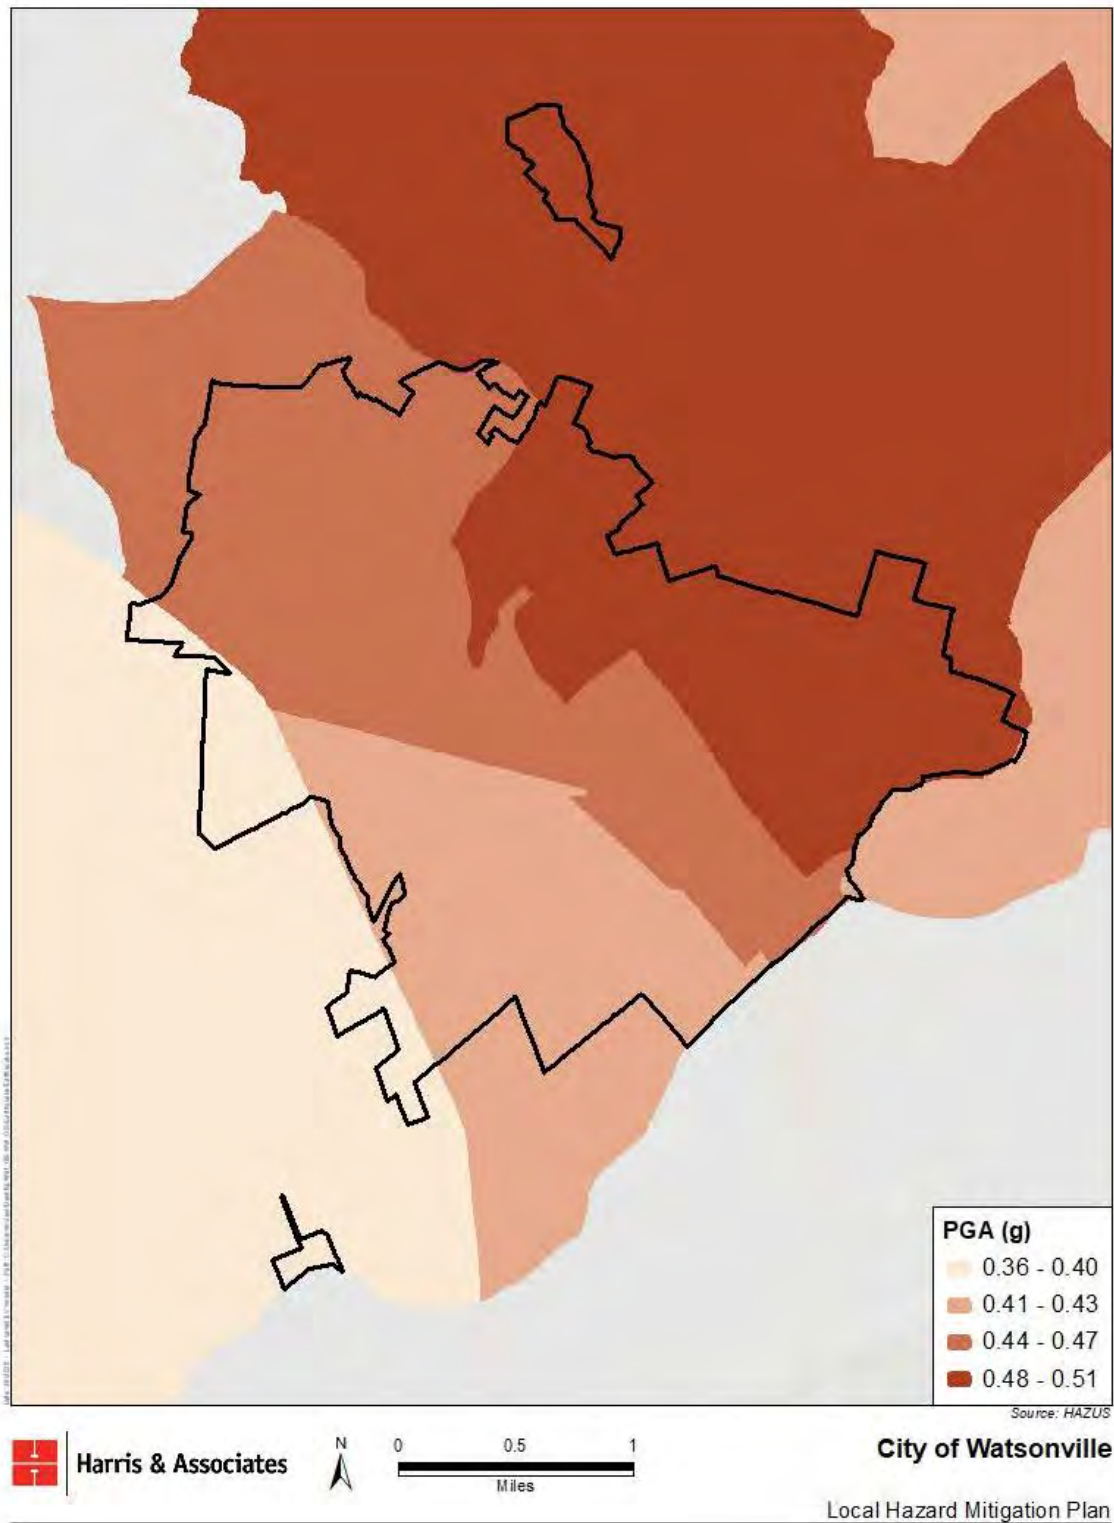 PGA (g)
0.36 - 0.40
0.41 - 0.43
0.44 - 0.47
0.48 - 0.51
Source: HAZUS
Harris & Associates
N
0 0.5 1
Miles
City of Watsonville
Local Hazard Mitigation Plan